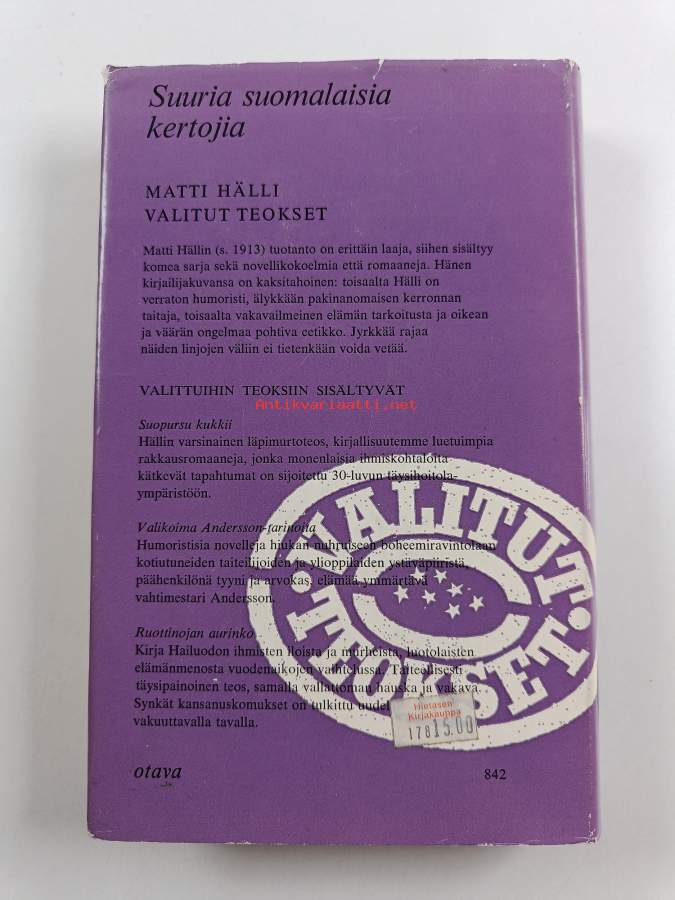 Suuria suomalaisia
kertojia
MATTI HÄLLI
VALITUT TEOKSET
Matti Hällin (s. 1913) tuotanto on erittäin laaja, siihen sisältyy
komea sarja sekä novellikokoelmia että romaaneja. Hänen
kirjailijakuvansa on kaksitahoinen: toisaalta Hälli on
verraton humoristi, älykkään pakinanomaisen kerronnan
taitaja, toisaalta vakavailmeinen elämän tarkoitusta ja oikean
ja väärän ongelmaa pohtiva eetikko. Jyrkkää rajaa
näiden linjojen väliin ei tietenkään voida vetää.
VALITTUIHIN TEOKSIIN SISÄLTYVÄT
Antikvariaatti.net
Suopursu kukkii
Hällin varsinainen läpimurtoteos, kirjallisuutemme luetuimpia
rakkausromaaneja, jonka monenlaisia ihmiskohtaloita
kätkevät tapahtumat on sijoitettu 30-luvun täysihoitola-
ympäristöön.
Valikoima Andersson-tarinoita
Humoristisia novelleja hiukan nuhruiseen boheemiravintolaan
kotiutuneiden taiteilijoiden ja ylioppilaiden ystäväpiiristä,
päähenkilönä tyyni ja arvokas, elämää ymmärtävä
vahtimestari Andersson.
Ruottinojan aurinko
Kirja Hailuodon ihmisten iloista ja murheista, luotolaisten
elämänmenosta vuodenaikojen vaihtelussa. Taiteellisesti
täysipainoinen teos, samalla vallattoman hauska ja vakava.
Synkät kansanuskomukset on tulkittu uudel
vakuuttavalla tavalla.
VALITUT
TEOKSET
Hietasen
Kirjakauppa
178 15.00
otava
842